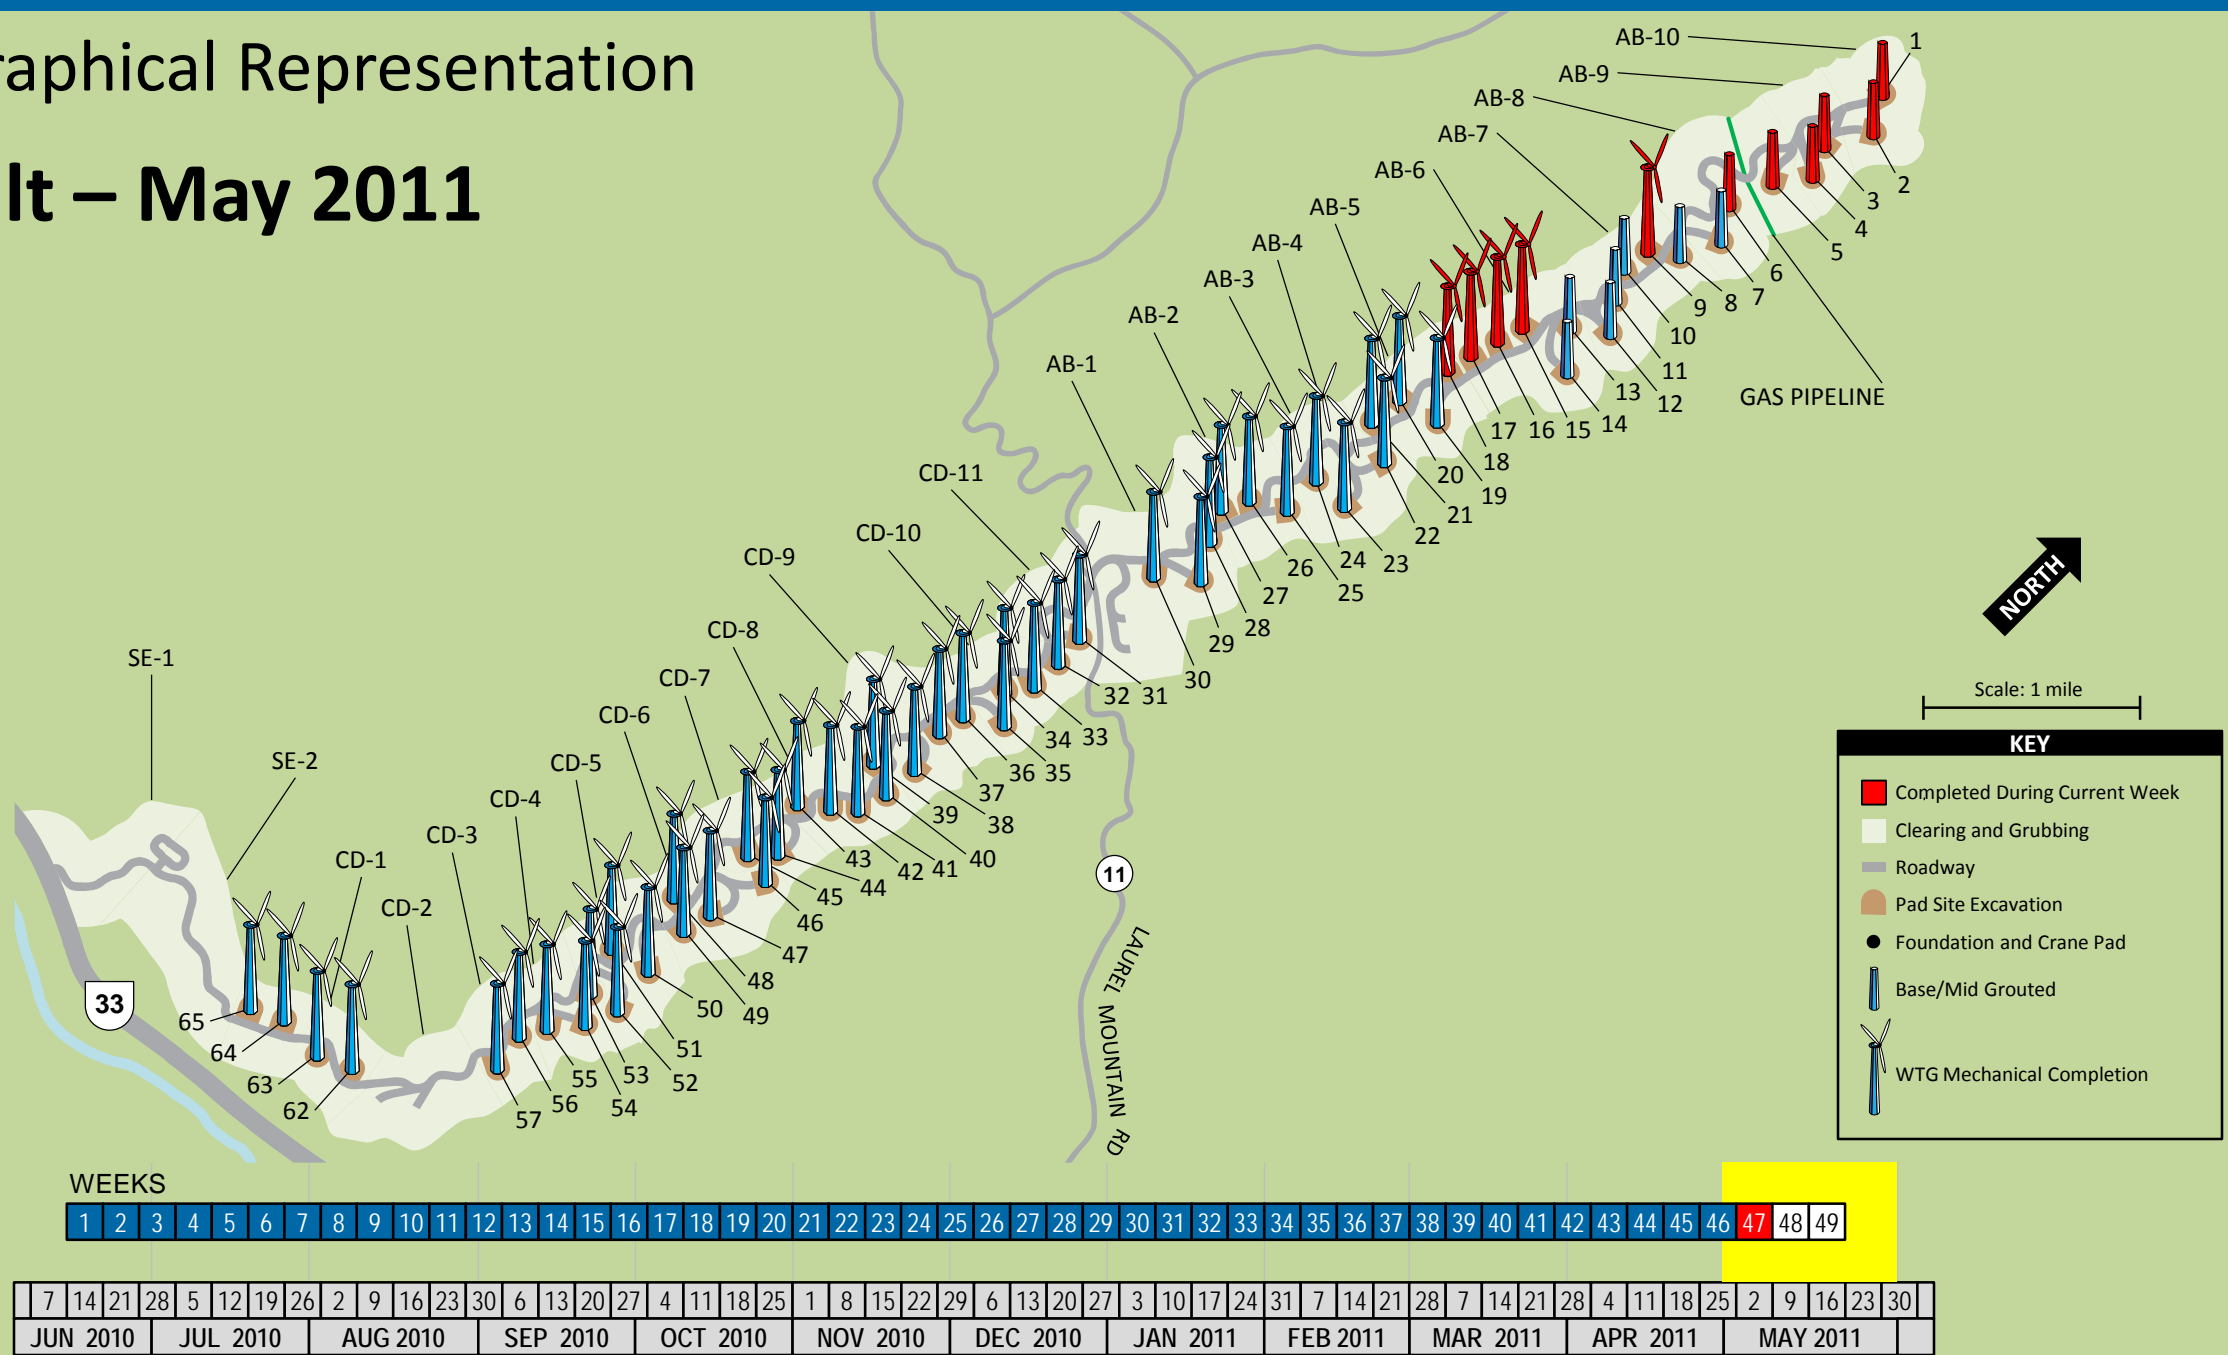 raphical Representation
lt – May 2011
AB-10
1
AB-9
AB-8
AB-7
AB-6
AB-5
AB-4
AB-3
AB-2
AB-1
CD-11
CD-10
CD-9
CD-8
CD-7
CD-6
CD-5
CD-4
CD-3
CD-2
CD-1
SE-2
SE-1
2
3
4
5
6
7
8
9
10
11
12
13
14
15
16
17
18
19
20
21
22
23
24
25
26
27
28
29
30
31
32
33
34
35
36
37
38
39
40
41
42
43
44
45
46
47
48
49
50
51
52
53
54
55
56
57
62
63
64
65
GAS PIPELINE
33
11
LAUREL MOUNTAIN RD
NORTH
Scale: 1 mile
KEY
Completed During Current Week
Clearing and Grubbing
Roadway
Pad Site Excavation
Foundation and Crane Pad
Base/Mid Grouted
WTG Mechanical Completion
WEEKS
1 2 3 4 5 6 7 8 9 10 11 12 13 14 15 16 17 18 19 20 21 22 23 24 25 26 27 28 29 30 31 32 33 34 35 36 37 38 39 40 41 42 43 44 45 46 47 48 49
7 14 21 28 5 12 19 26 2 9 16 23 30 6 13 20 27 4 11 18 25 1 8 15 22 29 6 13 20 27 3 10 17 24 31 7 14 21 28 7 14 21 28 4 11 18 25 2 9 16 23 30
JUN 2010 JUL 2010 AUG 2010 SEP 2010 OCT 2010 NOV 2010 DEC 2010 JAN 2011 FEB 2011 MAR 2011 APR 2011 MAY 2011